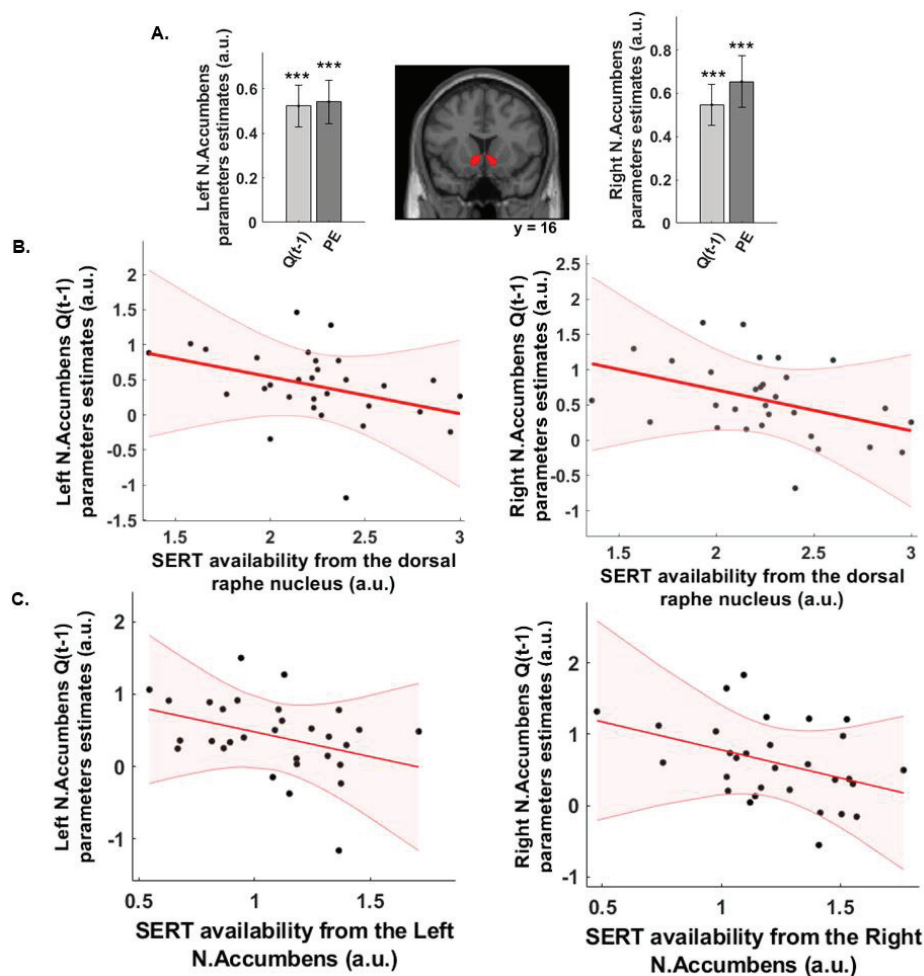 A.
Left N.Accumbens
parameters estimates (a.u.)
0.6
0.4
0.2
0
***
***
Q(t-1)
PE
y = 16
Right N.Accumbens
parameters estimates (a.u.)
0.8
0.6
0.4
0.2
0
***
***
Q(t-1)
PE
B.
Left N.Accumbens Q(t-1)
parameters estimates (a.u.)
2
1.5
1
0.5
0
-0.5
-1
-1.5
1.5
2
2.5
3
SERT availability from the dorsal
raphe nucleus (a.u.)
Right N.Accumbens Q(t-1)
parameters estimates (a.u.)
2.5
2
1.5
1
0.5
0
-0.5
-1
1.5
2
2.5
3
SERT availability from the dorsal
raphe nucleus (a.u.)
C.
Left N.Accumbens Q(t-1)
parameters estimates (a.u.)
2
1
0
-1
0.5
1
1.5
SERT availability from the Left
N.Accumbens (a.u.)
Right N.Accumbens Q(t-1)
parameters estimates (a.u.)
2
1
0
-1
0.5
1
1.5
SERT availability from the Right
N.Accumbens (a.u.)